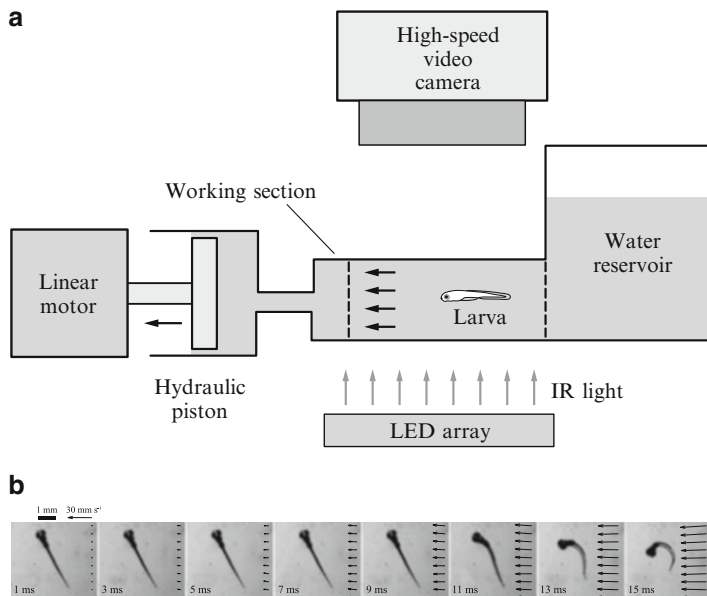 a
High-speed
video
camera
Working section
Linear
motor
Water
reservoir
Larva
Hydraulic
piston
IR light
LED array
b
1 mm 30 mm s⁻¹
1 ms 3 ms 5 ms 7 ms 9 ms 11 ms 13 ms 15 ms